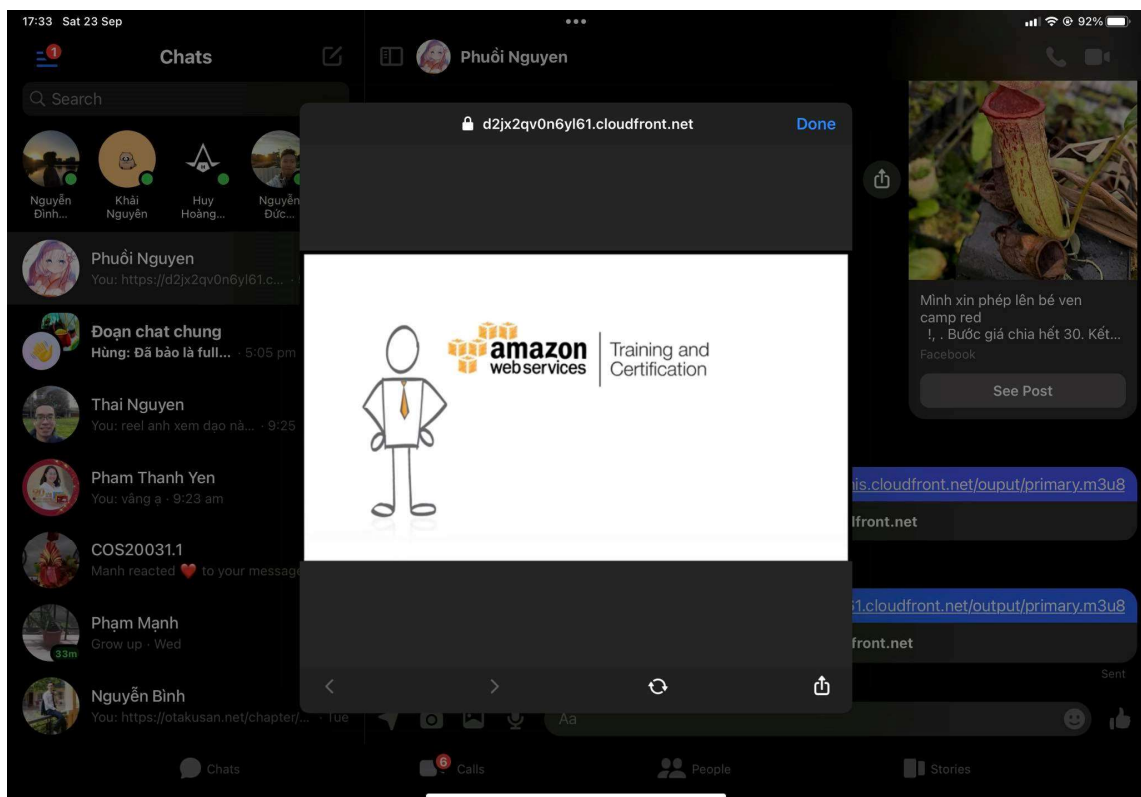 17:33 Sat 23 Sep
92%
1
Chats
Phuồi Nguyen
Search
Nguyễn
Đình...
Khải
Nguyên
Huy
Hoàng...
Nguyễn
Đức...
Phuồi Nguyen
You: https://d2jx2qv0n6yl61.c...
Đoạn chat chung
Hùng: Đã bảo là full... · 5:05 pm
Thai Nguyen
You: reel anh xem dạo nà... · 9:25
Pham Thanh Yen
You: vâng ạ · 9:23 am
COS20031.1
Manh reacted ❤️ to your message
Phạm Mạnh
Grow up · Wed
33m
Nguyễn Bình
You: https://otakusan.net/chapter/... · Tue
d2jx2qv0n6yl61.cloudfront.net
Done
amazon
web services
Training and
Certification
Mình xin phép lên bé ven
camp red
!, . Bước giá chia hết 30. Kết...
Facebook
See Post
is.cloudfront.net/ouput/primary.m3u8
lfront.net
61.cloudfront.net/output/primary.m3u8
front.net
Sent
Aa
Chats
6
Calls
People
Stories